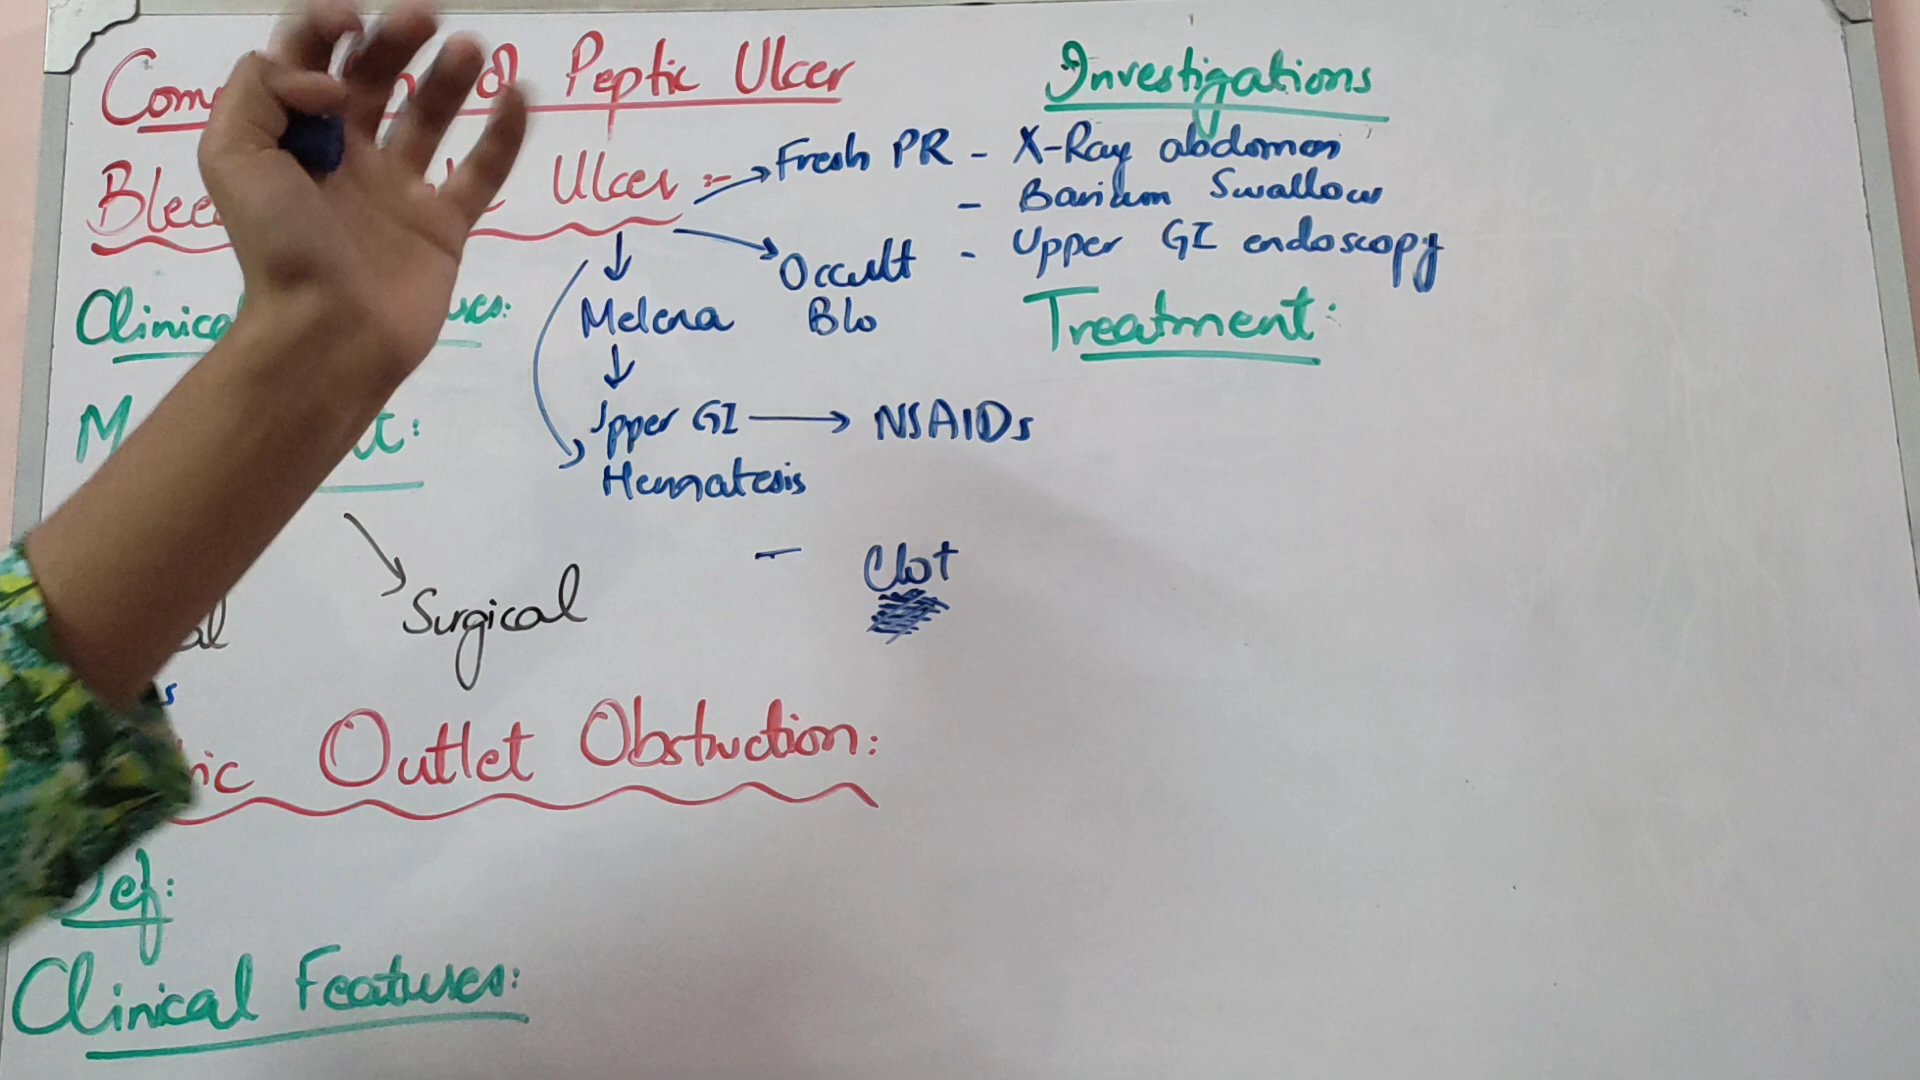 Peptic Ulcer
Ulcer :-
Fresh PR
Occult
Blo
Melena
Upper GI → NSAIDs
Hematesis
Clot
Surgical
Outlet Obstruction:
Def:
Clinical Features:
Investigations
- X-Ray abdomen
- Barium Swallow
- Upper GI endoscopy
Treatment: